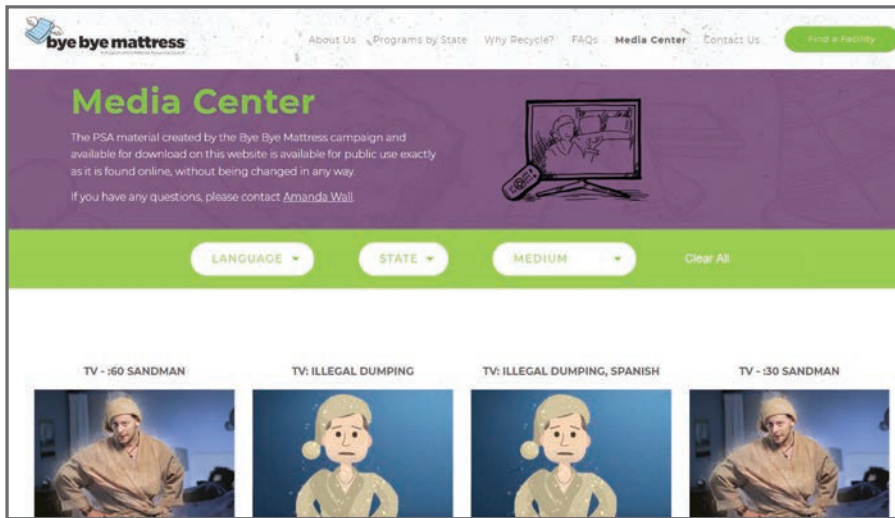 bye bye mattress
About Us Programs by State Why Recycle? FAQs Media Center Contact Us Find a Facility
Media Center
The PSA material created by the Bye Bye Mattress campaign and
available for download on this website is available for public use exactly
as it is found online, without being changed in any way.
If you have any questions, please contact Amanda Wall.
LANGUAGE STATE MEDIUM Clear All
TV - :60 SANDMAN TV: ILLEGAL DUMPING TV: ILLEGAL DUMPING, SPANISH TV - :30 SANDMAN